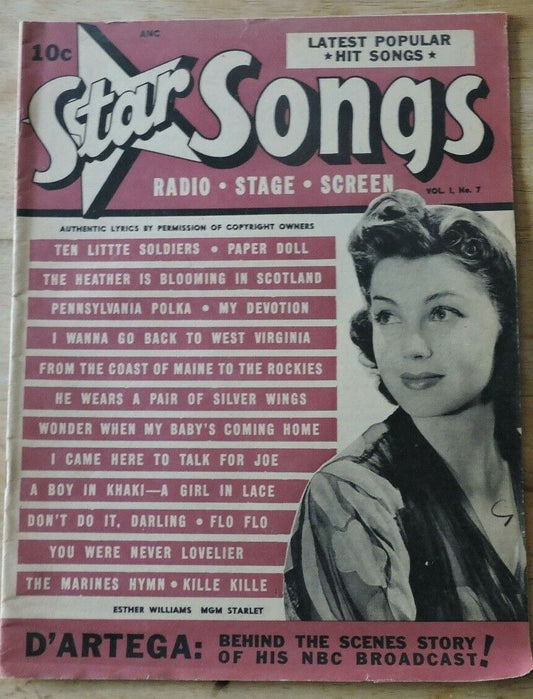 10c
ANC
LATEST POPULAR
★ HIT SONGS ★
Star Songs
RADIO • STAGE • SCREEN
VOL. I, No. 7
AUTHENTIC LYRICS BY PERMISSION OF COPYRIGHT OWNERS
TEN LITTTE SOLDIERS • PAPER DOLL
THE HEATHER IS BLOOMING IN SCOTLAND
PENNSYLVANIA POLKA • MY DEVOTION
I WANNA GO BACK TO WEST VIRGINIA
FROM THE COAST OF MAINE TO THE ROCKIES
HE WEARS A PAIR OF SILVER WINGS
WONDER WHEN MY BABY'S COMING HOME
I CAME HERE TO TALK FOR JOE
A BOY IN KHAKI—A GIRL IN LACE
DON'T DO IT, DARLING • FLO FLO
YOU WERE NEVER LOVELIER
THE MARINES HYMN • KILLE KILLE
ESTHER WILLIAMS MGM STARLET
D'ARTEGA: BEHIND THE SCENES STORY
OF HIS NBC BROADCAST!